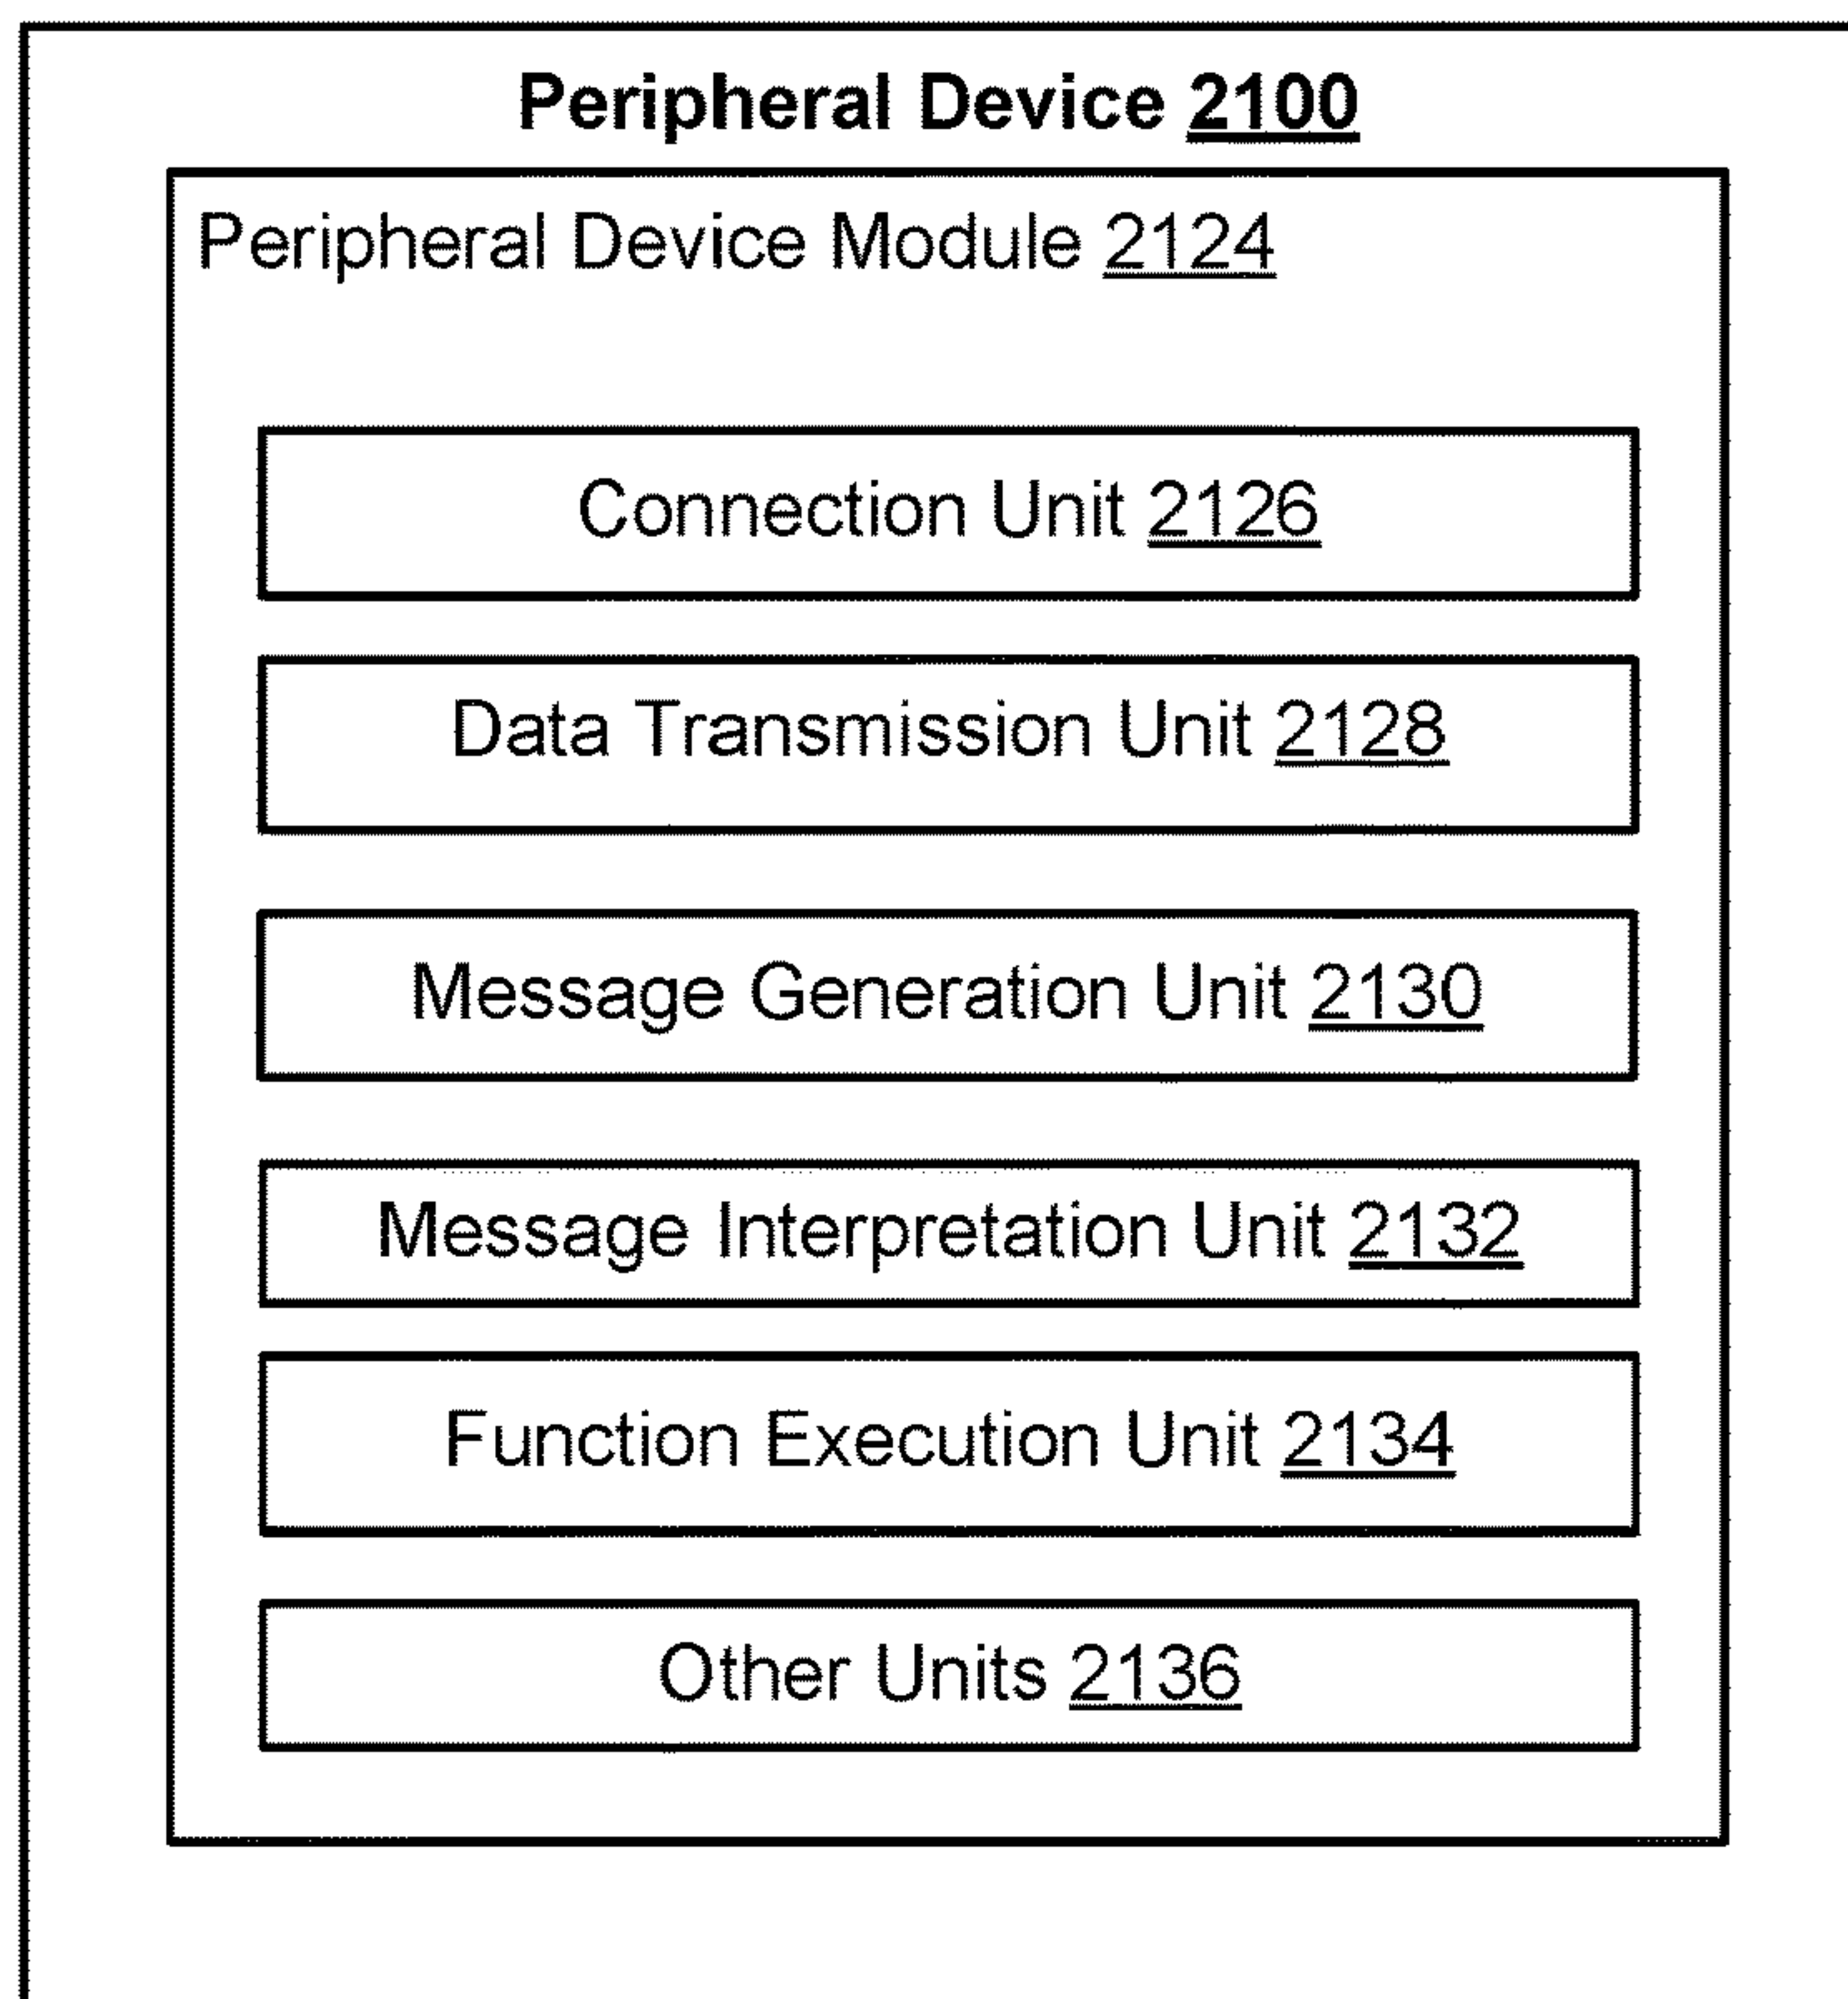 Peripheral Device 2100
Peripheral Device Module 2124
Connection Unit 2126
Data Transmission Unit 2128
Message Generation Unit 2130
Message Interpretation Unit 2132
Function Execution Unit 2134
Other Units 2136